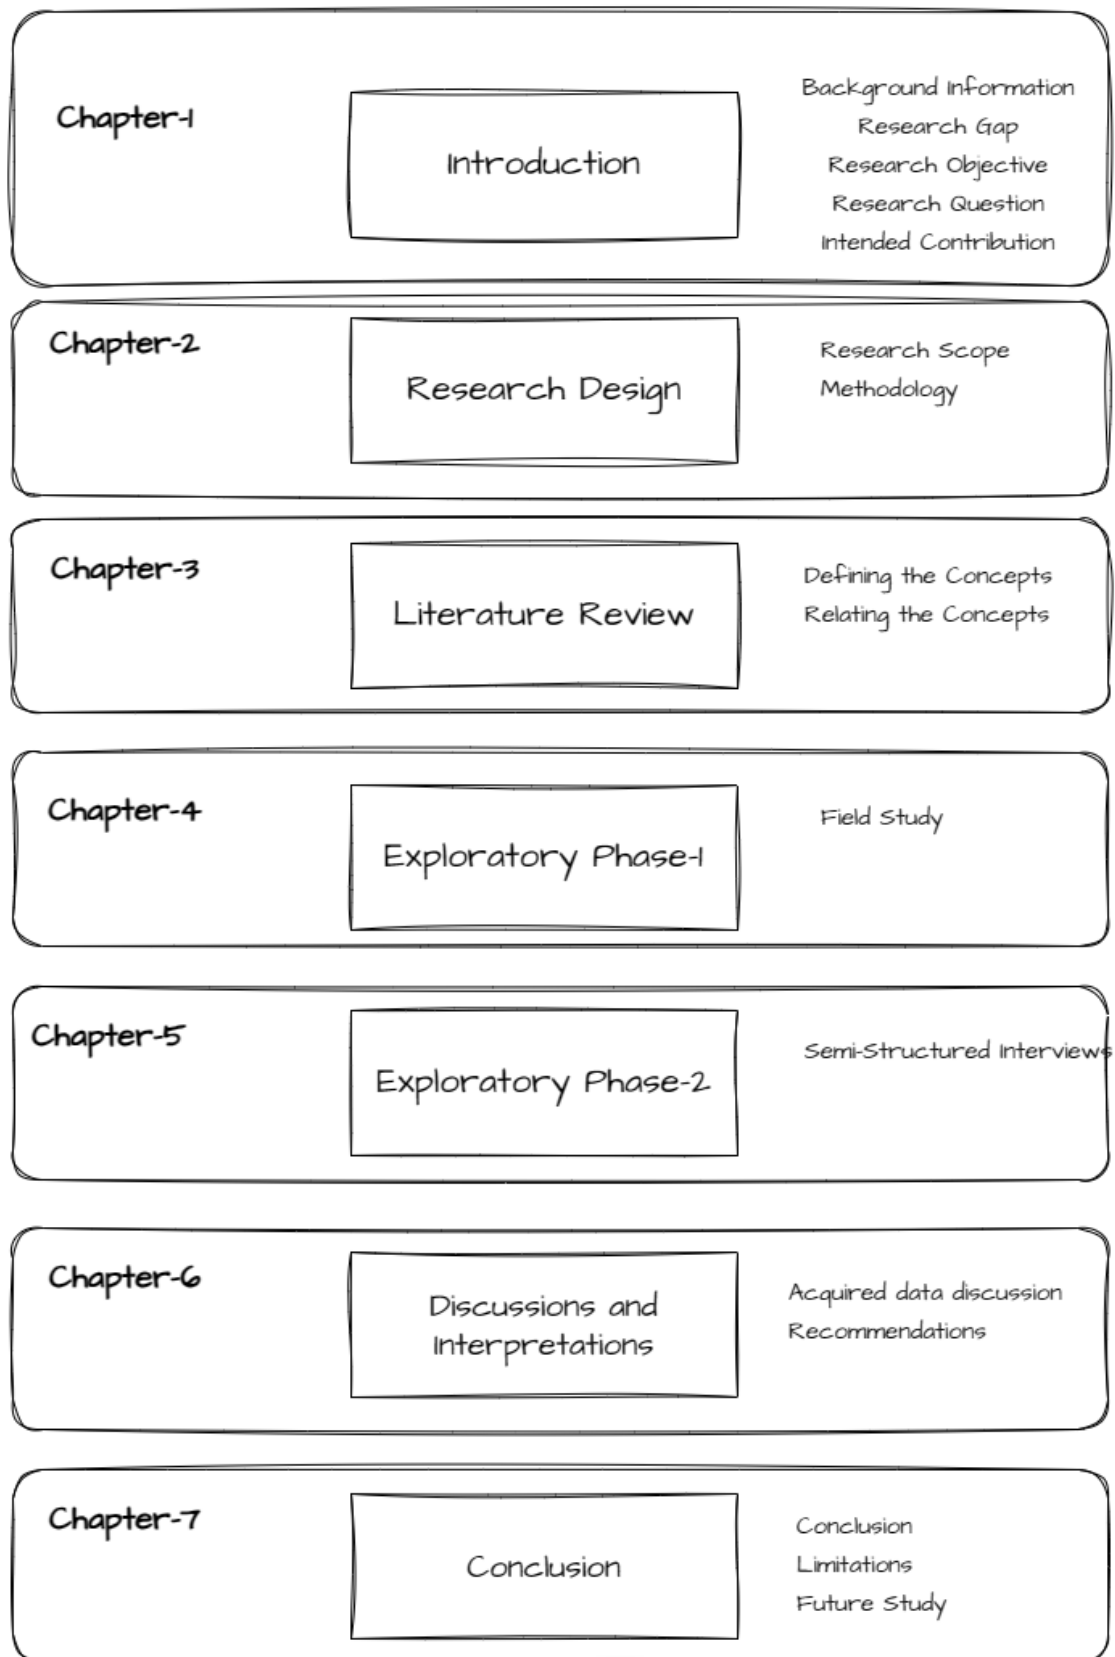 Chapter-1
Introduction
Background Information
Research Gap
Research Objective
Research Question
Intended Contribution
Chapter-2
Research Design
Research Scope
Methodology
Chapter-3
Literature Review
Defining the Concepts
Relating the Concepts
Chapter-4
Exploratory Phase-1
Field Study
Chapter-5
Exploratory Phase-2
Semi-Structured Interviews
Chapter-6
Discussions and
Interpretations
Acquired data discussion
Recommendations
Chapter-7
Conclusion
Conclusion
Limitations
Future Study